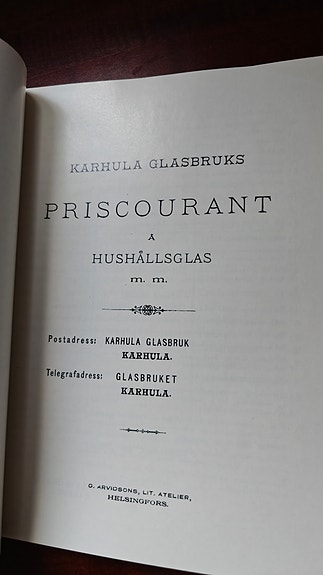 KARHULA GLASBRUKS
PRISCOURANT
Å
HUSHÅLLSGLAS
m. m.
Postadress: KARHULA GLASBRUK
KARHULA.
Telegrafadress: GLASBRUKET
KARHULA.
G. ARVIDSONS, LIT. ATELIER,
HELSINGFORS.